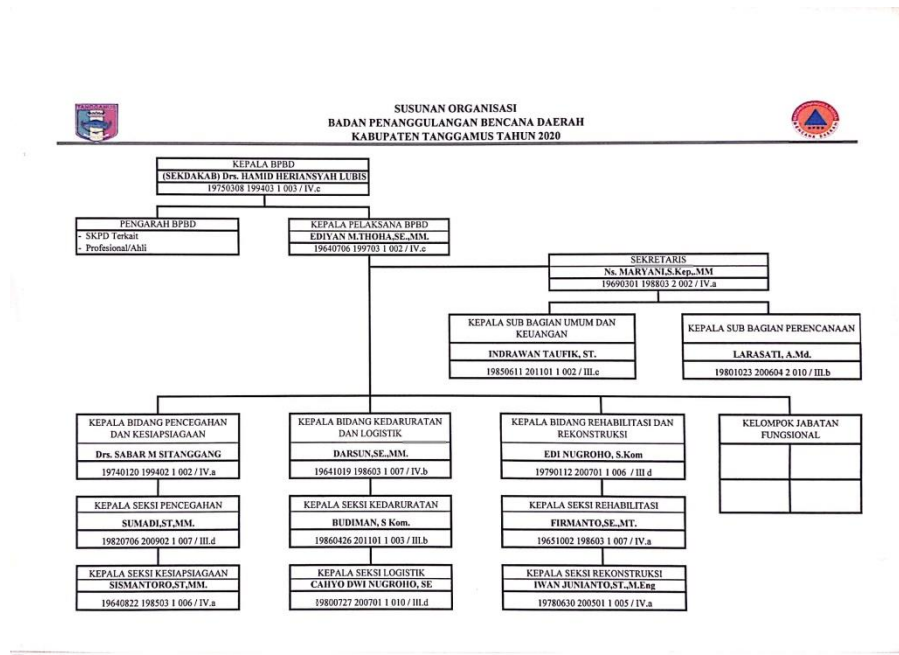 TANGGAMUS
SUSUNAN ORGANISASI
BADAN PENANGGULANGAN BENCANA DAERAH
KABUPATEN TANGGAMUS TAHUN 2020
KEPALA BPBD
(SEKDAKAB) Drs. HAMID HERIANSYAH LUBIS
19750308 199403 1 003 / IV.c
PENGARAH BPBD
- SKPD Terkait
- Profesional/Ahli
KEPALA PELAKSANA BPBD
EDIYAN M.THOHA,SE.,MM.
19640706 199703 1 002 / IV.c
SEKRETARIS
Ns. MARYANI,S.Kep.,MM
19690301 198803 2 002 / IV.a
KEPALA SUB BAGIAN UMUM DAN
KEUANGAN
INDRAWAN TAUFIK, ST.
19850611 201101 1 002 / III.c
KEPALA SUB BAGIAN PERENCANAAN
LARASATI, A.Md.
19801023 200604 2 010 / III.b
KEPALA BIDANG PENCEGAHAN
DAN KESIAPSIAGAAN
Drs. SABAR M SITANGGANG
19740120 199402 1 002 / IV.a
KEPALA SEKSI PENCEGAHAN
SUMADI,ST,MM.
19820706 200902 1 007 / III.d
KEPALA SEKSI KESIAPSIAGAAN
SISMANTORO,ST,MM.
19640822 198503 1 006 / IV.a
KEPALA BIDANG KEDARURATAN
DAN LOGISTIK
DARSUN,SE.,MM.
19641019 198603 1 007 / IV.b
KEPALA SEKSI KEDARURATAN
BUDIMAN, S Kom.
19860426 201101 1 003 / III.b
KEPALA SEKSI LOGISTIK
CAHYO DWI NUGROHO, SE
19800727 200701 1 010 / III.d
KEPALA BIDANG REHABILITASI DAN
REKONSTRUKSI
EDI NUGROHO, S.Kom
19790112 200701 1 006 / III d
KEPALA SEKSI REHABILITASI
FIRMANTO,SE.,MT.
19651002 198603 1 007 / IV.a
KEPALA SEKSI REKONSTRUKSI
IWAN JUNIANTO,ST.,M.Eng
19780630 200501 1 005 / IV.a
KELOMPOK JABATAN
FUNGSIONAL